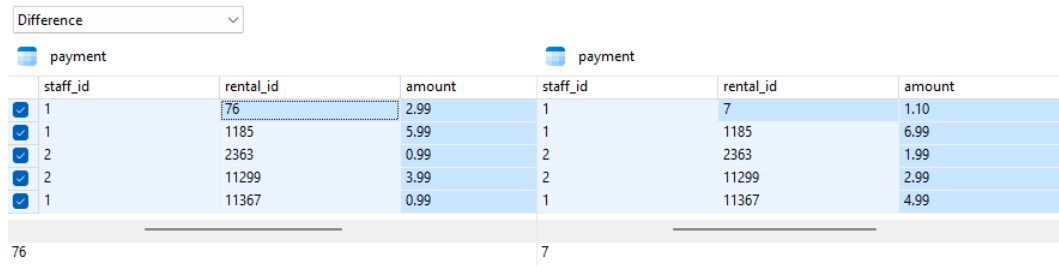 Difference
payment payment
staff_id rental_id amount staff_id rental_id amount
1 76 2.99 1 7 1.10
1 1185 5.99 1 1185 6.99
2 2363 0.99 2 2363 1.99
2 11299 3.99 2 11299 2.99
1 11367 0.99 1 11367 4.99
76 7